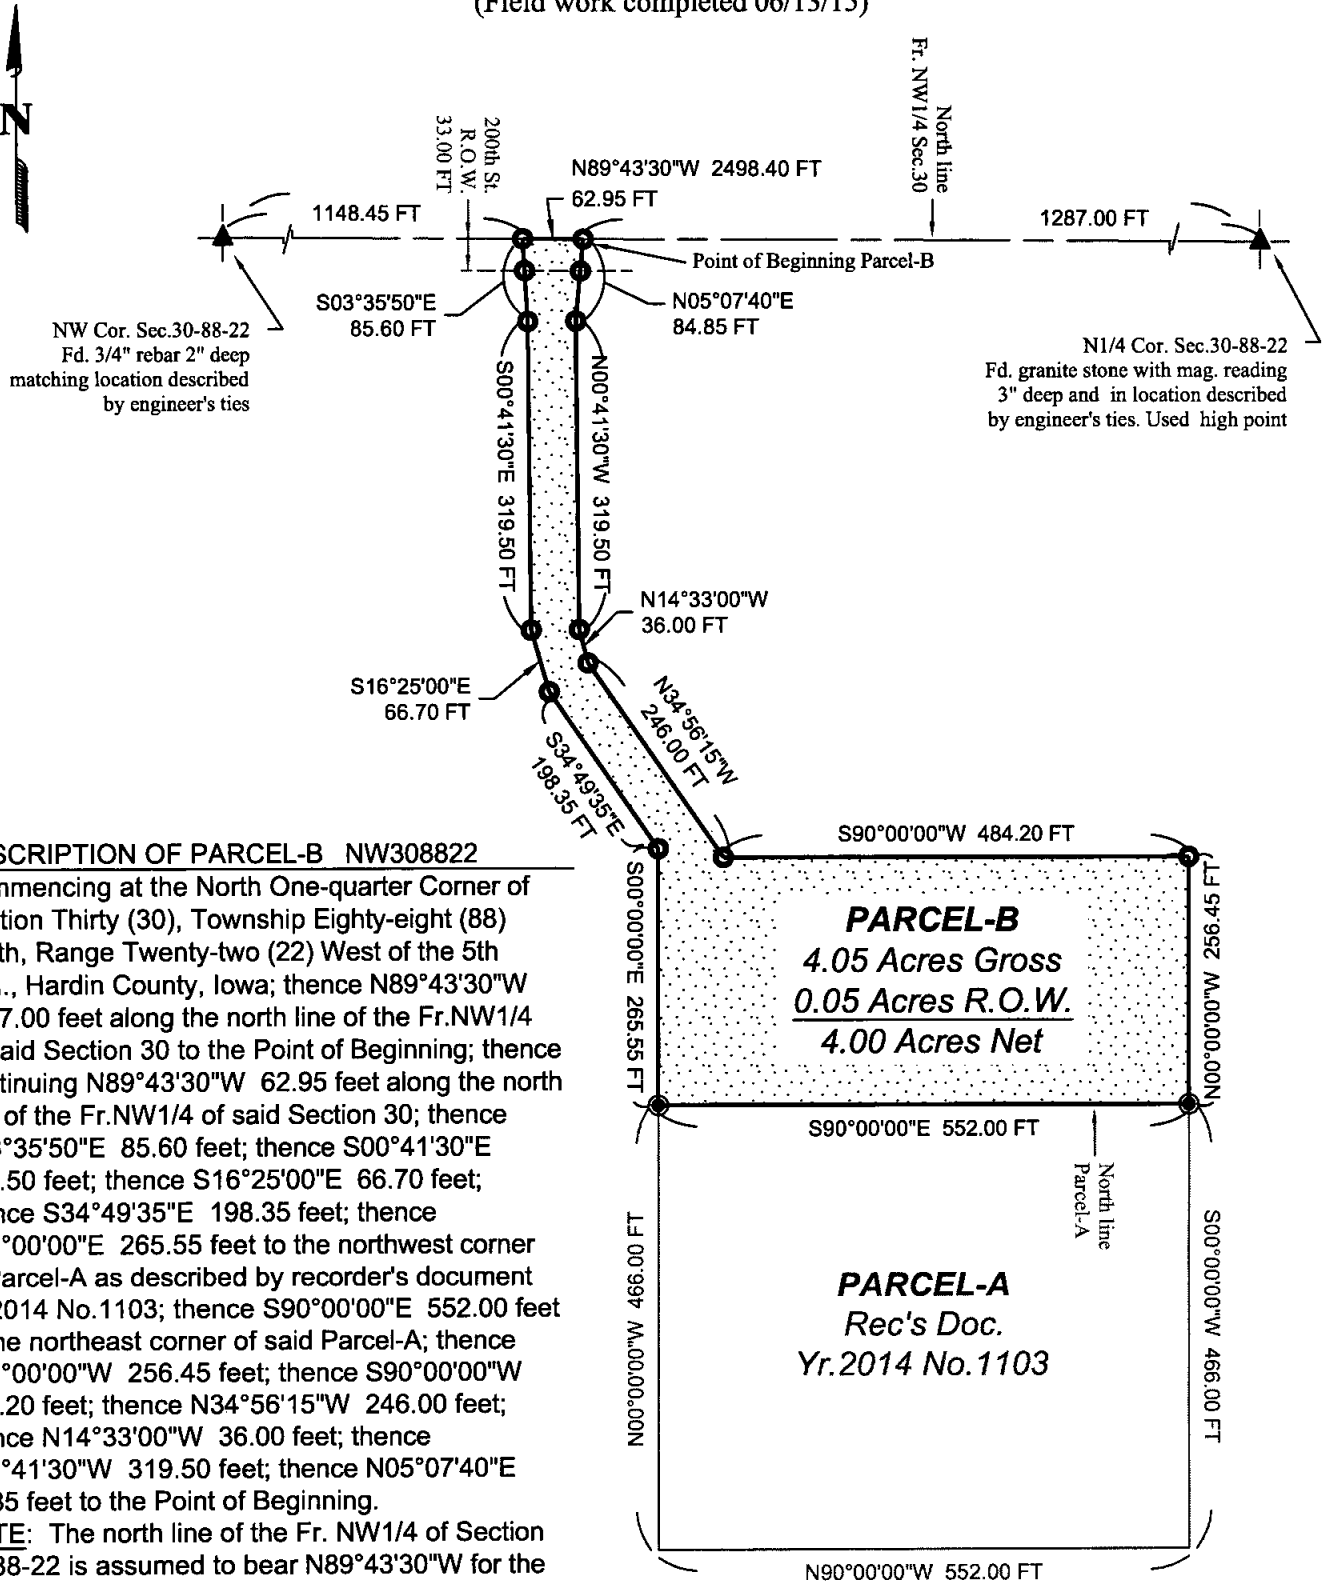 (Field work completed 06/13/15)
N
200th St.
R.O.W.
33.00 FT
North line
Fr. NW1/4 Sec.30
N89°43'30"W 2498.40 FT
62.95 FT
1148.45 FT
1287.00 FT
Point of Beginning Parcel-B
S03°35'50"E
85.60 FT
N05°07'40"E
84.85 FT
NW Cor. Sec.30-88-22
Fd. 3/4" rebar 2" deep
matching location described
by engineer's ties
N1/4 Cor. Sec.30-88-22
Fd. granite stone with mag. reading
3" deep and in location described
by engineer's ties. Used high point
S00°41'30"E 319.50 FT
N00°41'30"W 319.50 FT
N14°33'00"W
36.00 FT
S16°25'00"E
66.70 FT
N34°56'15"W
246.00 FT
S34°49'35"E
198.35 FT
S90°00'00"W 484.20 FT
S00°00'00"E 265.55 FT
N00°00'00"W 256.45 FT
PARCEL-B
4.05 Acres Gross
0.05 Acres R.O.W.
4.00 Acres Net
S90°00'00"E 552.00 FT
North line
Parcel-A
N00°00'00"W 466.00 FT
S00°00'00"W 466.00 FT
PARCEL-A
Rec's Doc.
Yr.2014 No.1103
N90°00'00"W 552.00 FT
SCRIPTION OF PARCEL-B NW308822
mmencing at the North One-quarter Corner of
tion Thirty (30), Township Eighty-eight (88)
th, Range Twenty-two (22) West of the 5th
., Hardin County, Iowa; thence N89°43'30"W
7.00 feet along the north line of the Fr.NW1/4
aid Section 30 to the Point of Beginning; thence
tinuing N89°43'30"W 62.95 feet along the north
of the Fr.NW1/4 of said Section 30; thence
°35'50"E 85.60 feet; thence S00°41'30"E
.50 feet; thence S16°25'00"E 66.70 feet;
nce S34°49'35"E 198.35 feet; thence
°00'00"E 265.55 feet to the northwest corner
Parcel-A as described by recorder's document
2014 No.1103; thence S90°00'00"E 552.00 feet
he northeast corner of said Parcel-A; thence
°00'00"W 256.45 feet; thence S90°00'00"W
.20 feet; thence N34°56'15"W 246.00 feet;
nce N14°33'00"W 36.00 feet; thence
°41'30"W 319.50 feet; thence N05°07'40"E
35 feet to the Point of Beginning.
TE: The north line of the Fr. NW1/4 of Section
88-22 is assumed to bear N89°43'30"W for the